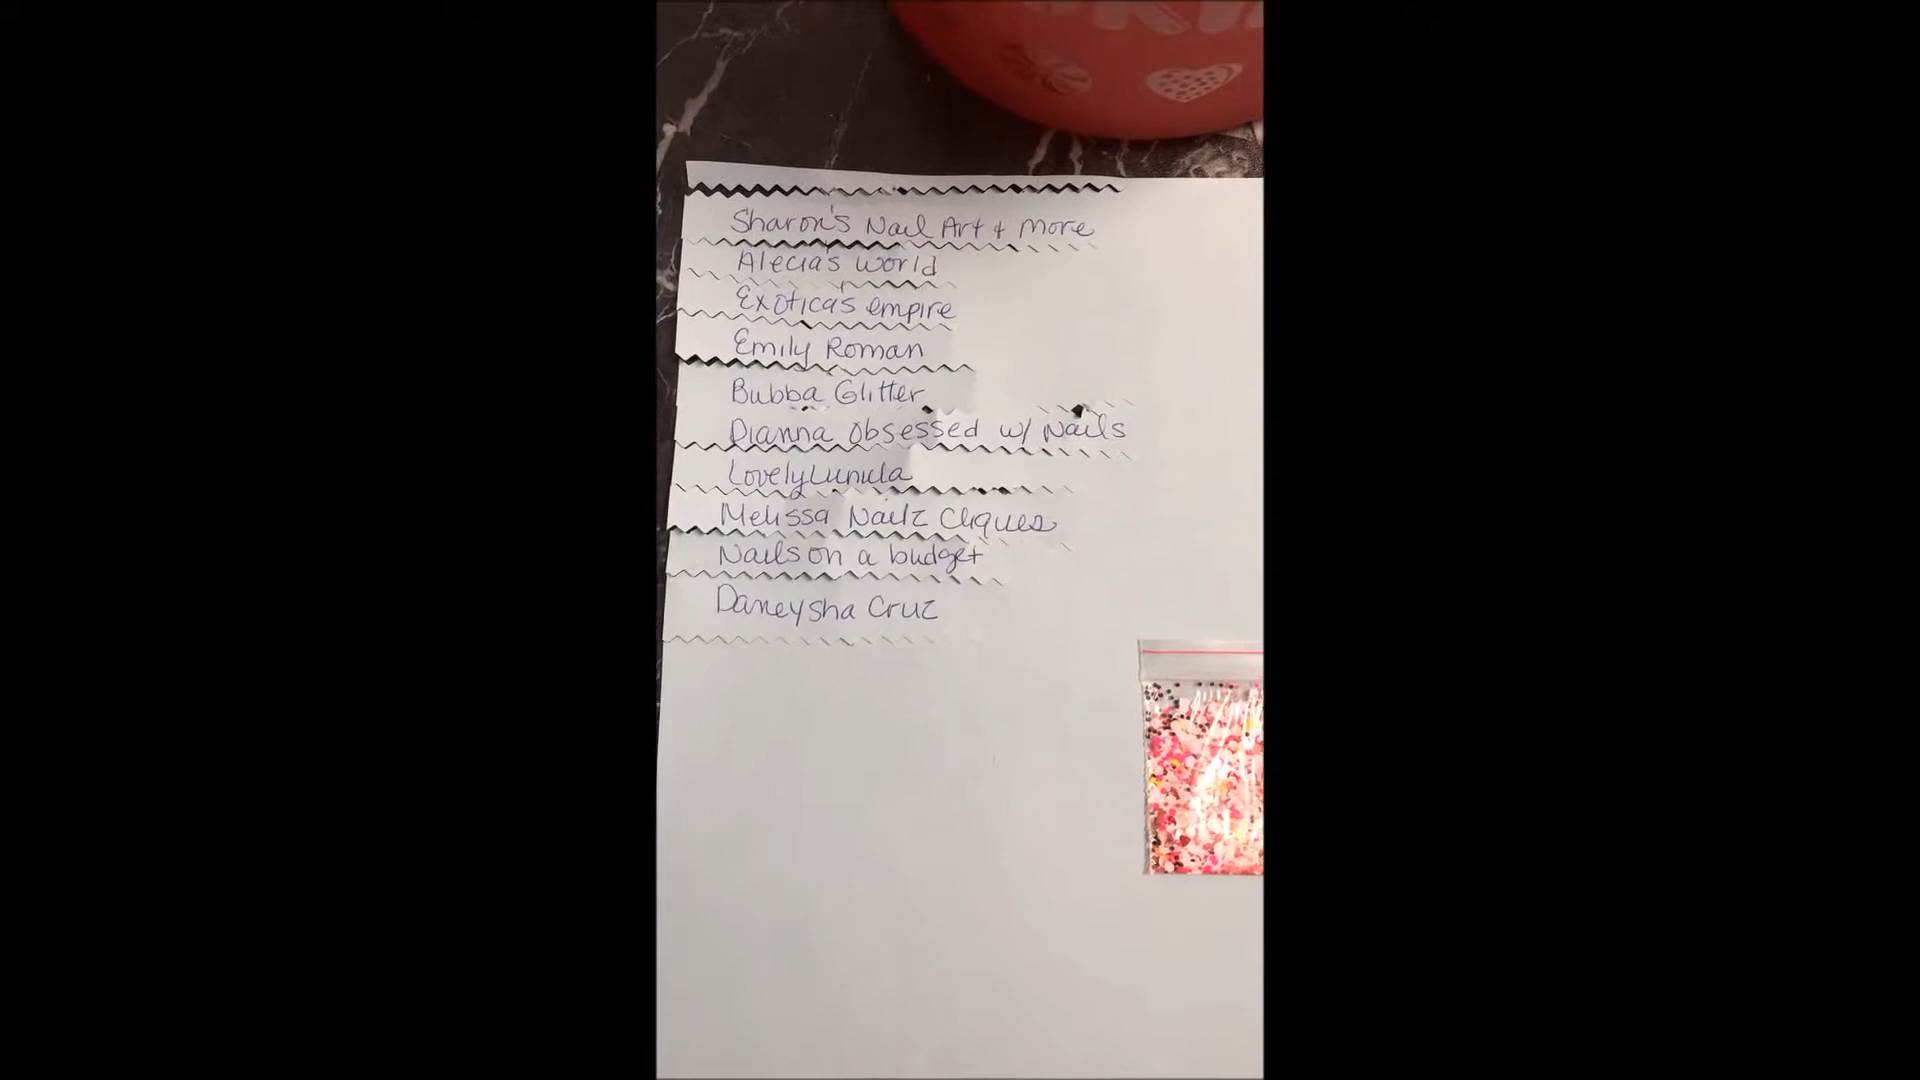 Sharon's Nail Art + More
Alecia's World
Exotica's empire
Emily Roman
Bubba Glitter
Dianna Obsessed w/ Nails
LovelyLunula
Melissa Nailz Cliques
Nails on a budget
Daneysha Cruz